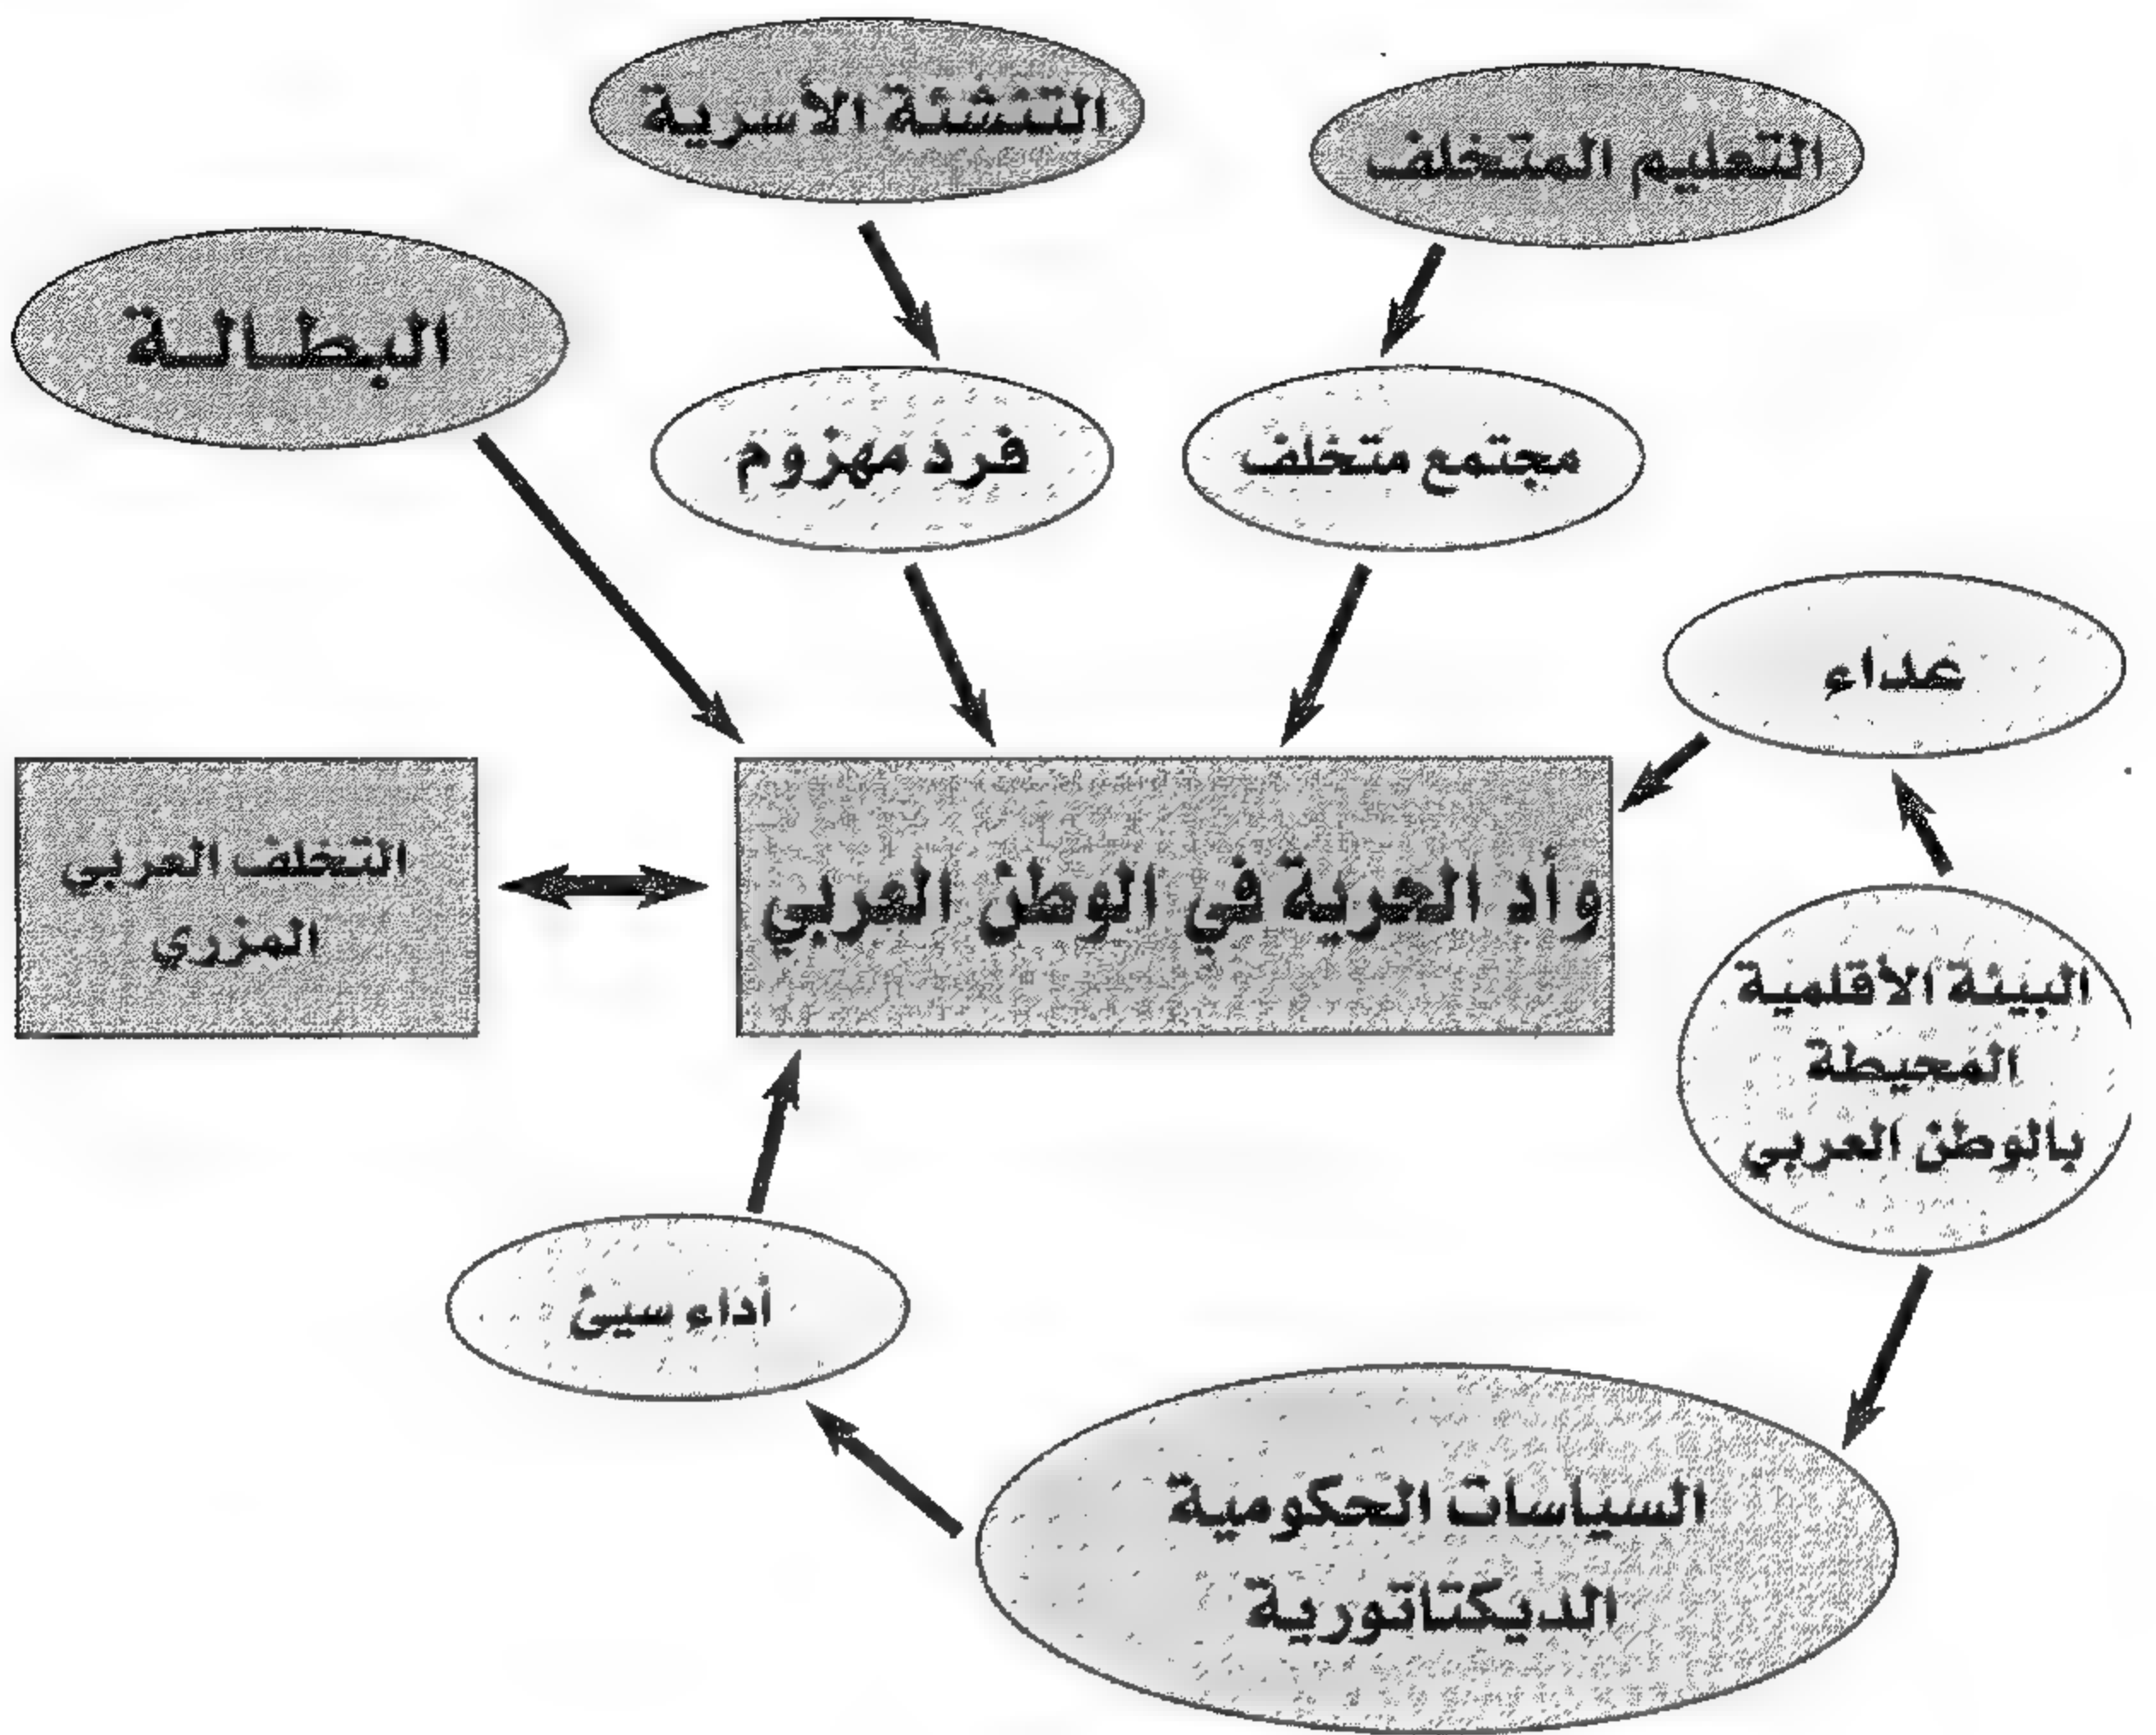 التنشئة الأسرية
التعليم المتخلف
البطالة
فرد مهزوم
مجتمع متخلف
عداء
التخلف العربي
المزري
وأد الحرية في الوطن العربي
البيئة الأقلمية
المحيطة
بالوطن العربي
أداء سيئ
السياسات الحكومية
الديكتاتورية